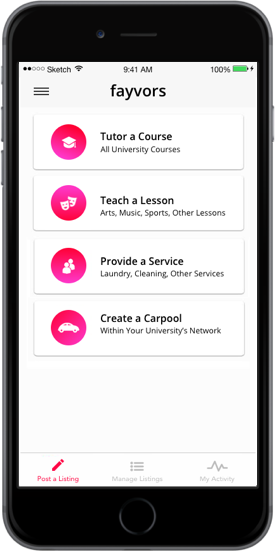 Sketch 9:41 AM 100%
fayvors
Tutor a Course
All University Courses
Teach a Lesson
Arts, Music, Sports, Other Lessons
Provide a Service
Laundry, Cleaning, Other Services
Create a Carpool
Within Your University's Network
Post a Listing Manage Listings My Activity